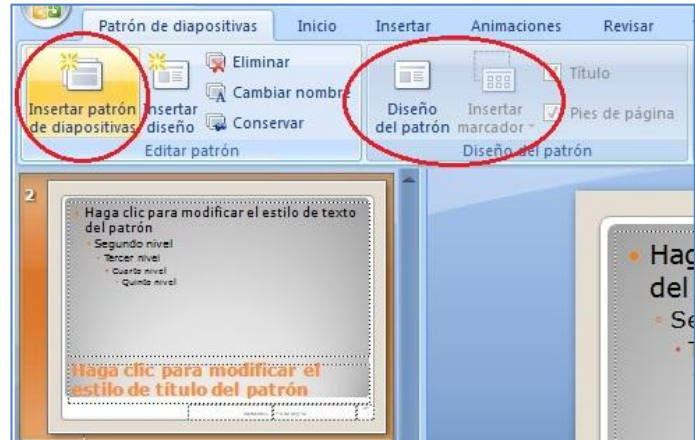 Patrón de diapositivas Inicio Insertar Animaciones Revisar
Insertar patrón de diapositivas
Insertar diseño
Eliminar
Cambiar nombre
Conservar
Editar patrón
Diseño del patrón
Insertar marcador
Título
Pies de página
Diseño del patrón
2
Haga clic para modificar el estilo de texto
del patrón
Segundo nivel
Tercer nivel
Cuarto nivel
Quinto nivel
Haga clic para modificar el
estilo de título del patrón
Hag
del
Se